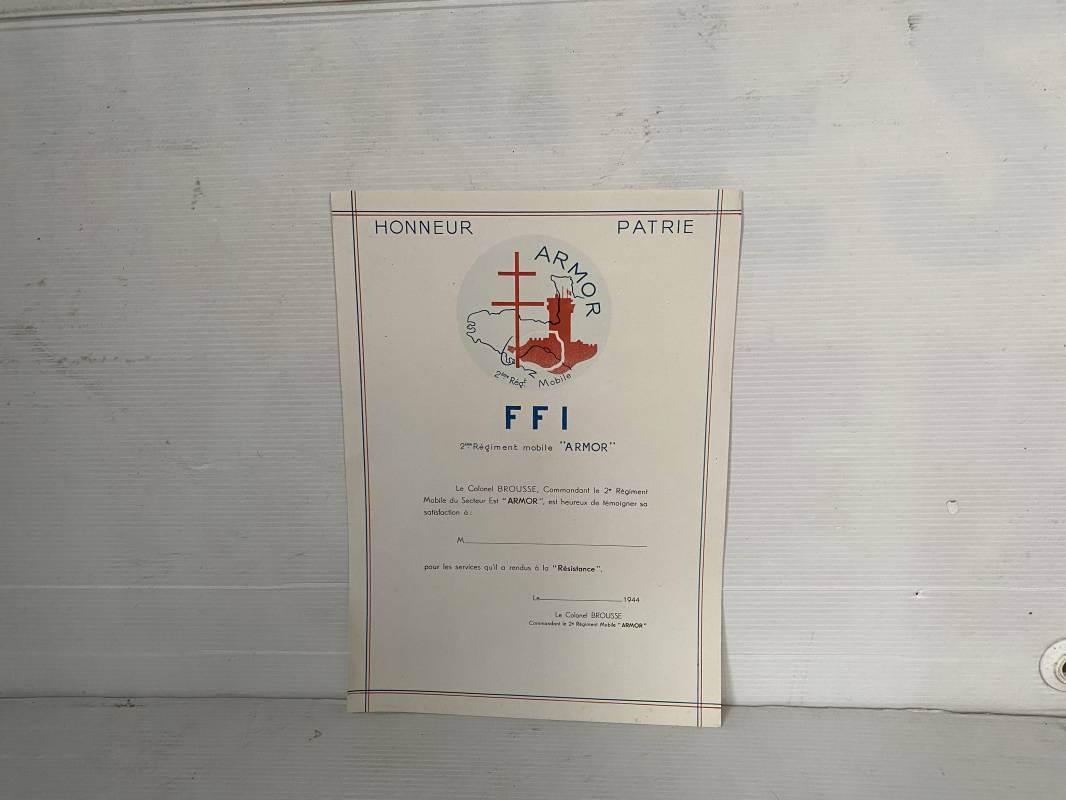 HONNEUR PATRIE
ARMOR
2ème Régt Mobile
FFI
2ème Régiment mobile "ARMOR"
Le Colonel BROUSSE, Commandant le 2e Régiment
Mobile du Secteur Est "ARMOR", est heureux de témoigner sa
satisfaction à :
M
pour les services qu'il a rendus à la "Résistance".
Le 1944
Le Colonel BROUSSE
Commandant le 2e Régiment Mobile "ARMOR"